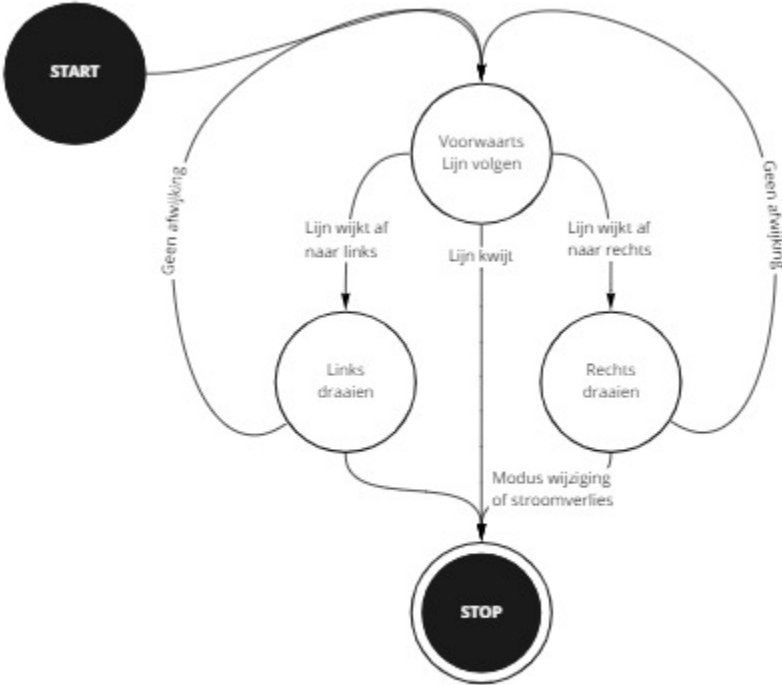 START
Voorwaarts
Lijn volgen
Geen afwijking
Geen afwijking
Lijn wijkt af
naar links
Lijn kwijt
Lijn wijkt af
naar rechts
Links
draaien
Rechts
draaien
Modus wijziging
of stroomverlies
STOP